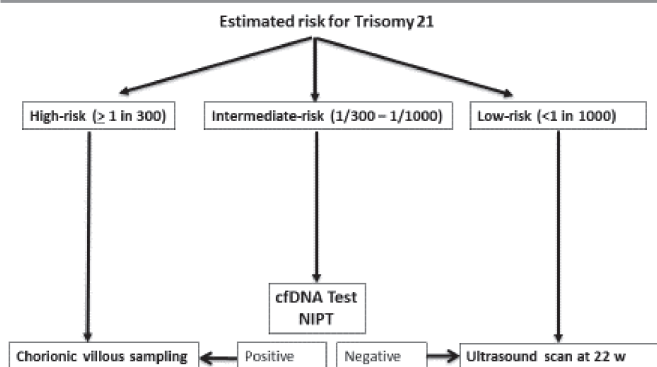 Estimated risk for Trisomy 21
High-risk (≥ 1 in 300)
Intermediate-risk (1/300 – 1/1000)
Low-risk (<1 in 1000)
cfDNA Test
NIPT
Chorionic villous sampling
Positive
Negative
Ultrasound scan at 22 w